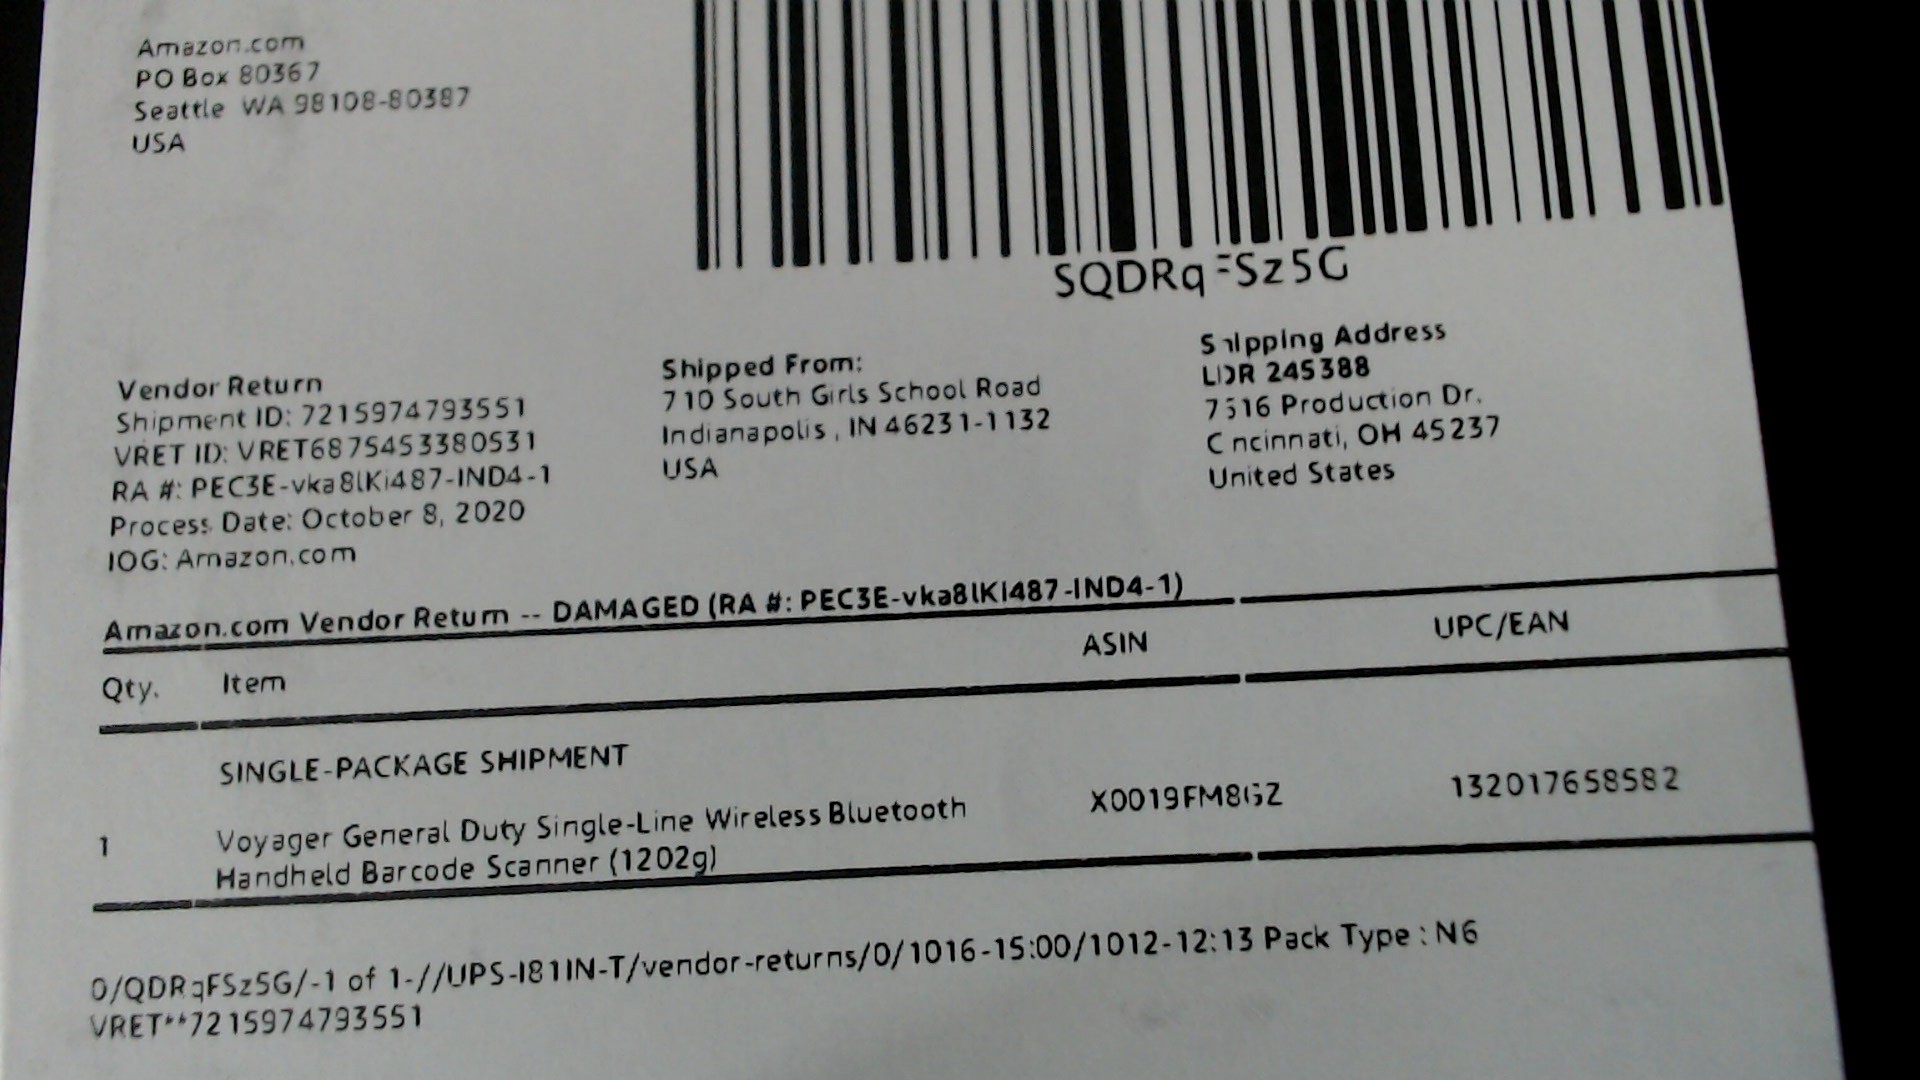 Amazon.com
PO Box 80367
Seattle WA 98108-80387
USA
SQDRqFSz5G
Vendor Return
Shipment ID: 7215974793551
VRET ID: VRET6875453380531
RA #: PEC3E-vka8lKi487-IND4-1
Process Date: October 8, 2020
IOG: Amazon.com
Shipped From:
710 South Girls School Road
Indianapolis, IN 46231-1132
USA
Shipping Address
LDR 245388
Production Dr.
Cincinnati, OH 45237
United States
Amazon.com Vendor Return -- DAMAGED (RA #: PEC3E-vka8lKi487-IND4-1)
Qty. Item ASIN UPC/EAN
SINGLE-PACKAGE SHIPMENT
1 Voyager General Duty Single-Line Wireless Bluetooth X0019FM8GZ 132017658582
Handheld Barcode Scanner (1202g)
0/QDRqFSz5G/-1 of 1-//UPS-I81IN-T/vendor-returns/0/1016-15:00/1012-12:13 Pack Type : N6
VRET**7215974793551